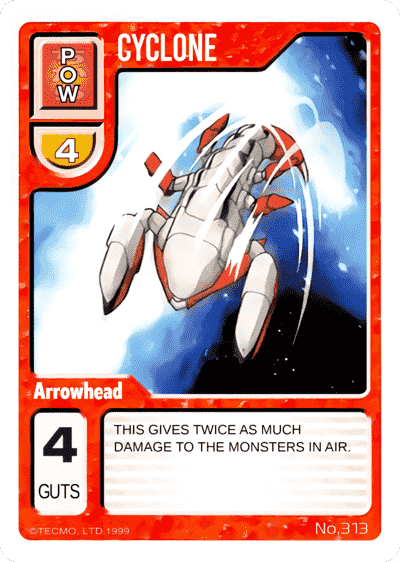 POW
CYCLONE
4
Arrowhead
4
GUTS
THIS GIVES TWICE AS MUCH
DAMAGE TO THE MONSTERS IN AIR.
©TECMO, LTD.1999
No.313